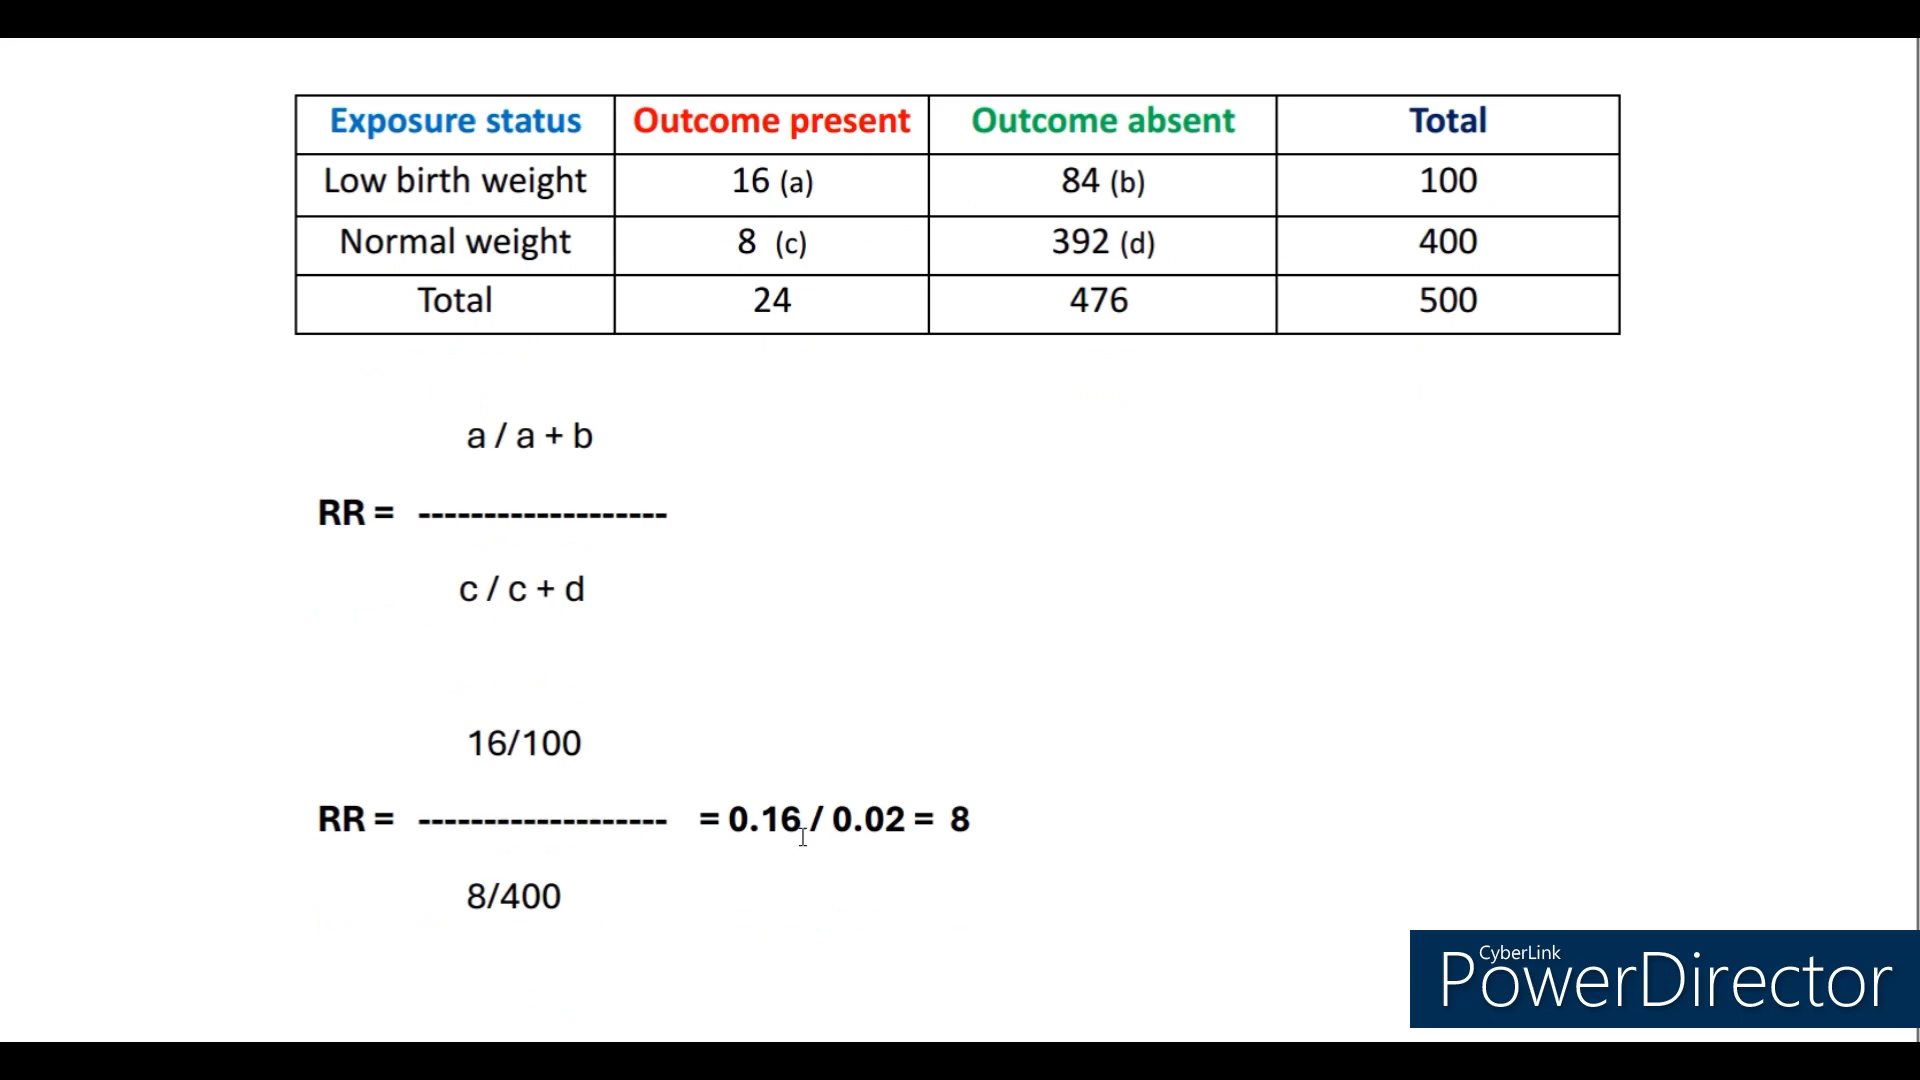 Exposure status Outcome present Outcome absent Total
Low birth weight 16 (a) 84 (b) 100
Normal weight 8 (c) 392 (d) 400
Total 24 476 500
a / a + b
RR = -------------------
c / c + d
16/100
RR = ------------------- = 0.16 / 0.02 = 8
8/400
CyberLink
PowerDirector